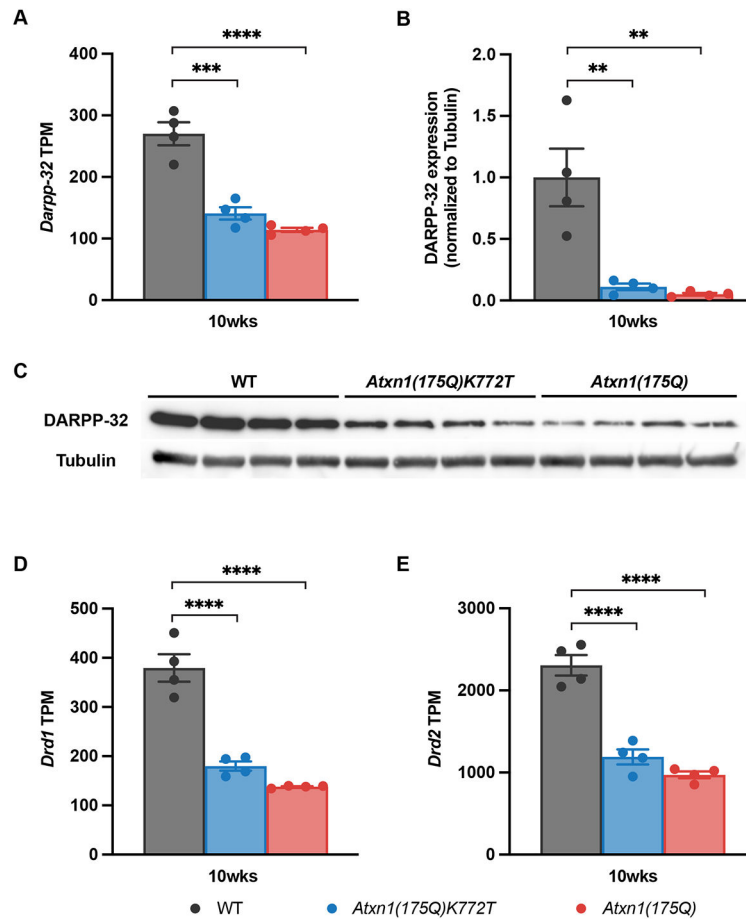 A
Darpp-32 TPM
400
300
200
100
0
****
***
10wks
B
DARPP-32 expression
(normalized to Tubulin)
2.0
1.5
1.0
0.5
0.0
**
**
10wks
C
WT Atxn1(175Q)K772T Atxn1(175Q)
DARPP-32
Tubulin
D
Drd1 TPM
500
400
300
200
100
0
****
****
10wks
E
Drd2 TPM
3000
2000
1000
0
****
****
10wks
WT Atxn1(175Q)K772T Atxn1(175Q)